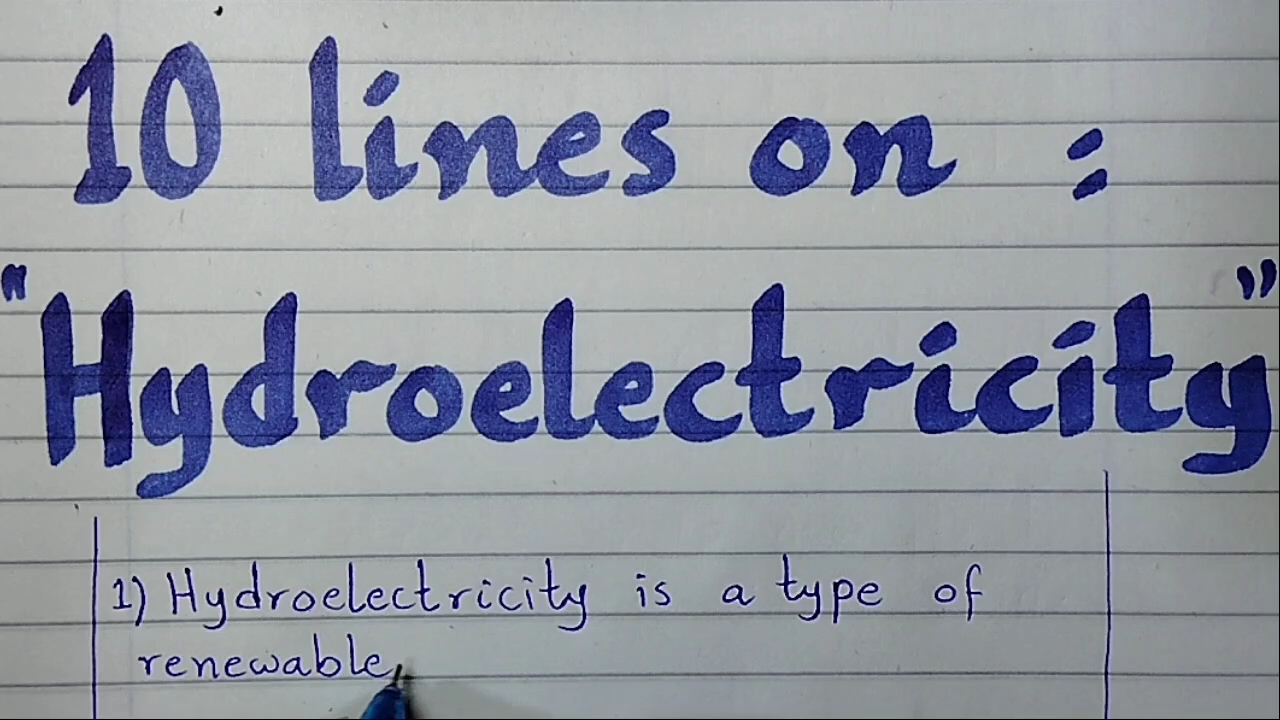 10 lines on :
"Hydroelectricity"
1) Hydroelectricity is a type of
renewable